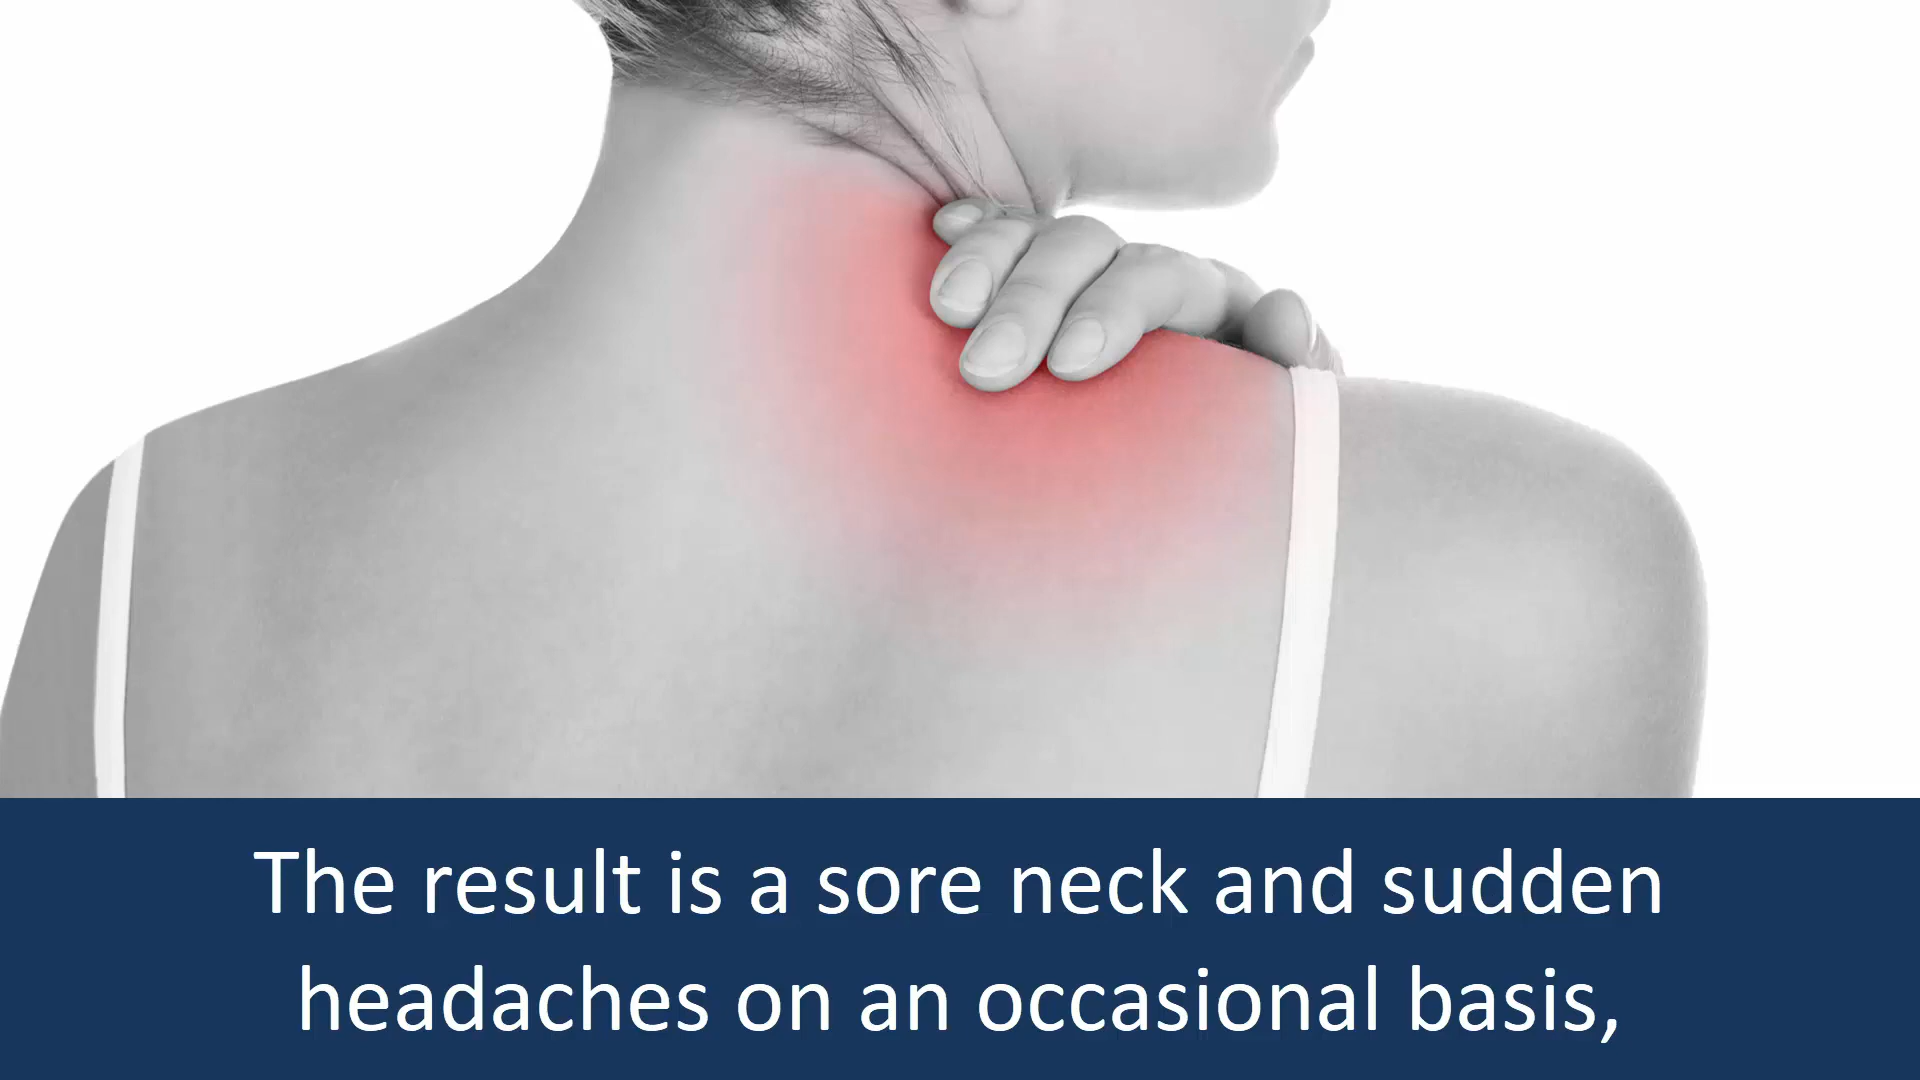 The result is a sore neck and sudden
headaches on an occasional basis,